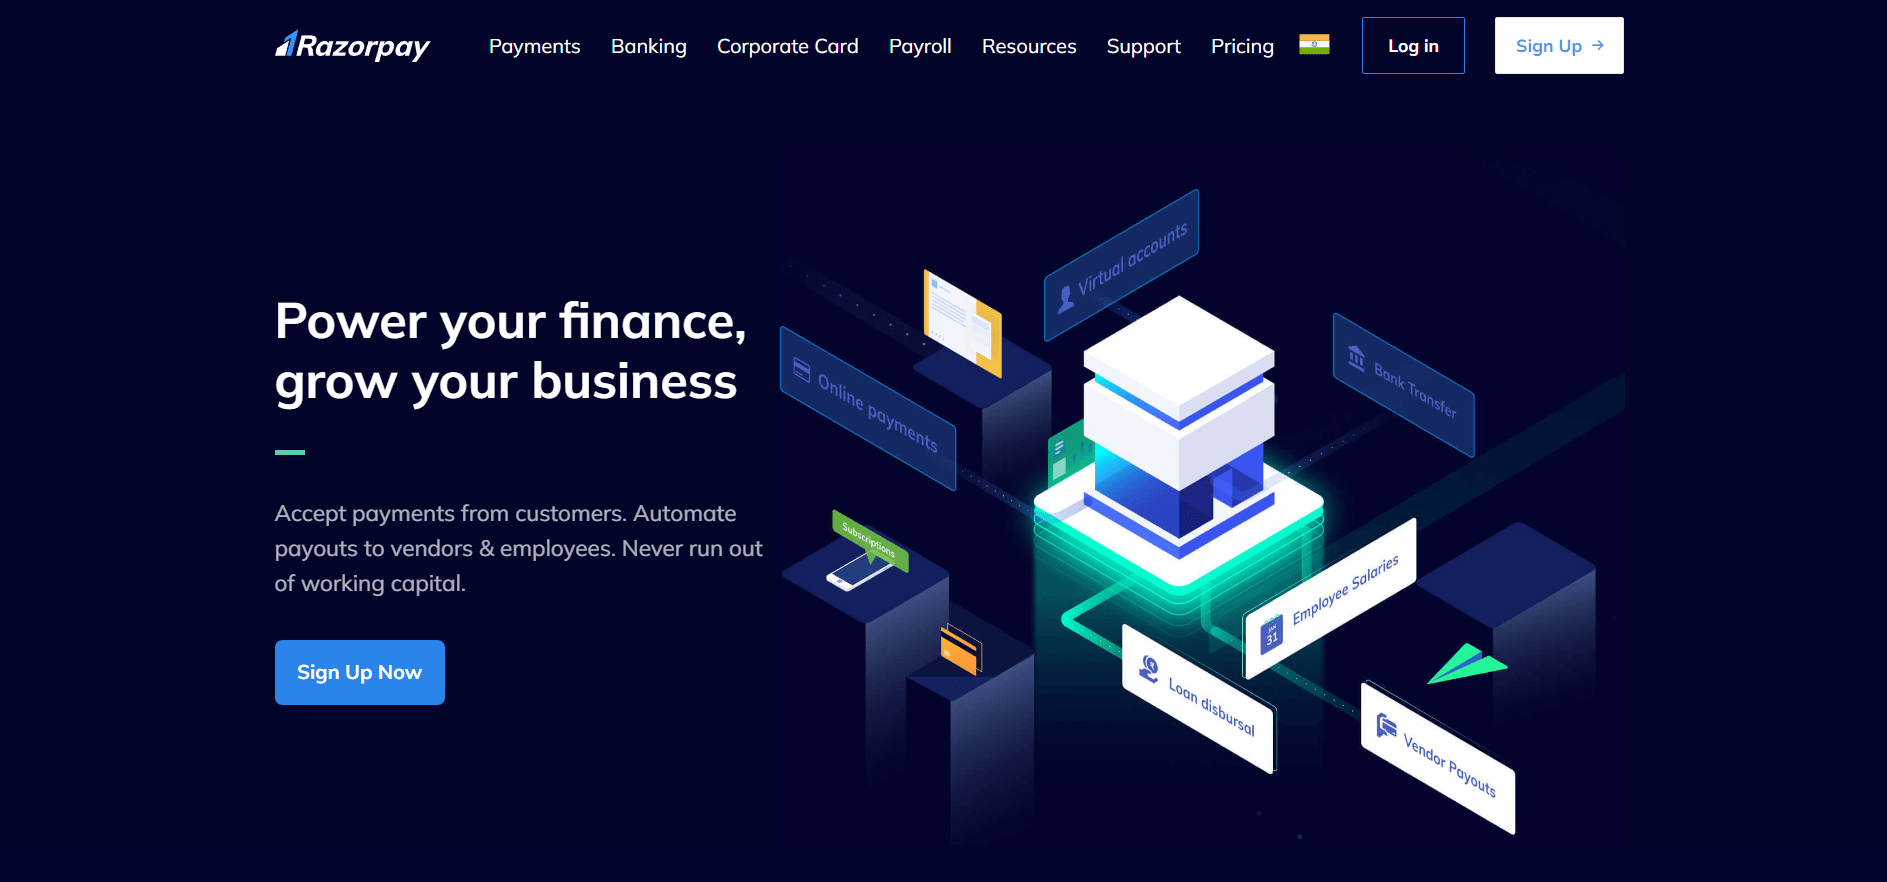 Razorpay
Payments
Banking
Corporate Card
Payroll
Resources
Support
Pricing
Log in
Sign Up →
Power your finance,
grow your business
Accept payments from customers. Automate
payouts to vendors & employees. Never run out
of working capital.
Sign Up Now
Virtual accounts
Online payments
Bank Transfer
Subscriptions
Employee Salaries
JAN
31
Loan disbursal
Vendor Payouts